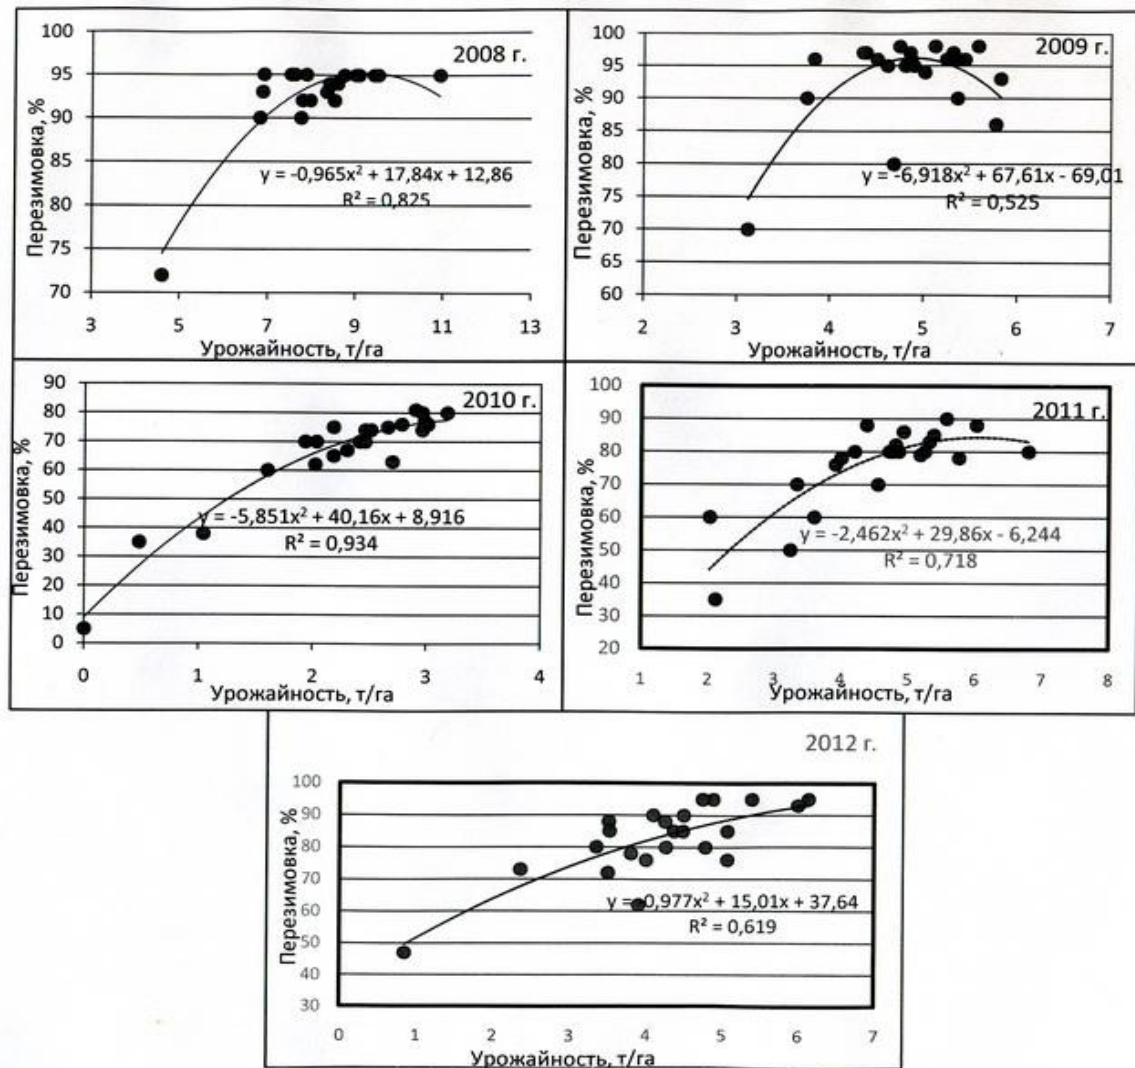 2008 г.
100
95
90
85
80
75
70
Перезимовка, %
y = -0,965x² + 17,84x + 12,86
R² = 0,825
3 5 7 9 11 13
Урожайность, т/га
2009 г.
100
95
90
85
80
75
70
65
60
Перезимовка, %
y = -6,918x² + 67,61x - 69,01
R² = 0,525
2 3 4 5 6 7
Урожайность, т/га
2010 г.
90
80
70
60
50
40
30
20
10
0
Перезимовка, %
y = -5,851x² + 40,16x + 8,916
R² = 0,934
0 1 2 3 4
Урожайность, т/га
2011 г.
100
90
80
70
60
50
40
30
20
Перезимовка, %
y = -2,462x² + 29,86x - 6,244
R² = 0,718
1 2 3 4 5 6 7 8
Урожайность, т/га
2012 г.
100
90
80
70
60
50
40
30
Перезимовка, %
y = -0,977x² + 15,01x + 37,64
R² = 0,619
0 1 2 3 4 5 6 7
Урожайность, т/га